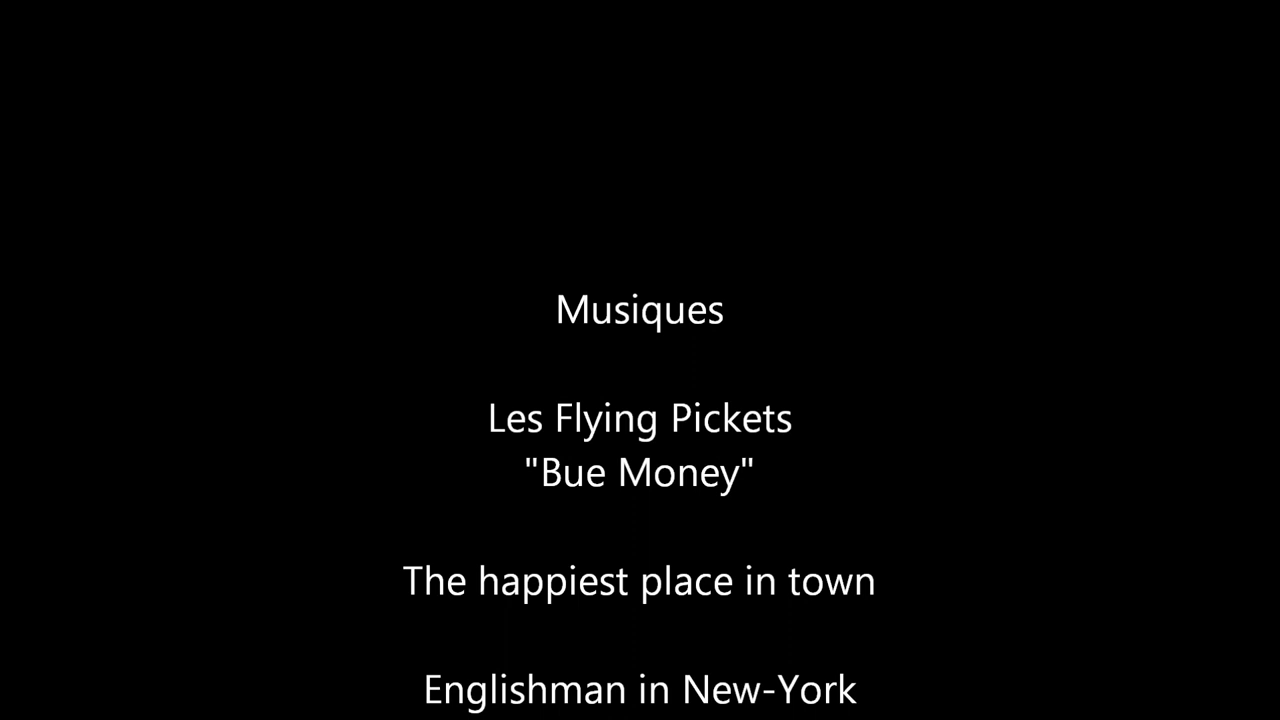 Musiques
Les Flying Pickets
"Bue Money"
The happiest place in town
Englishman in New-York